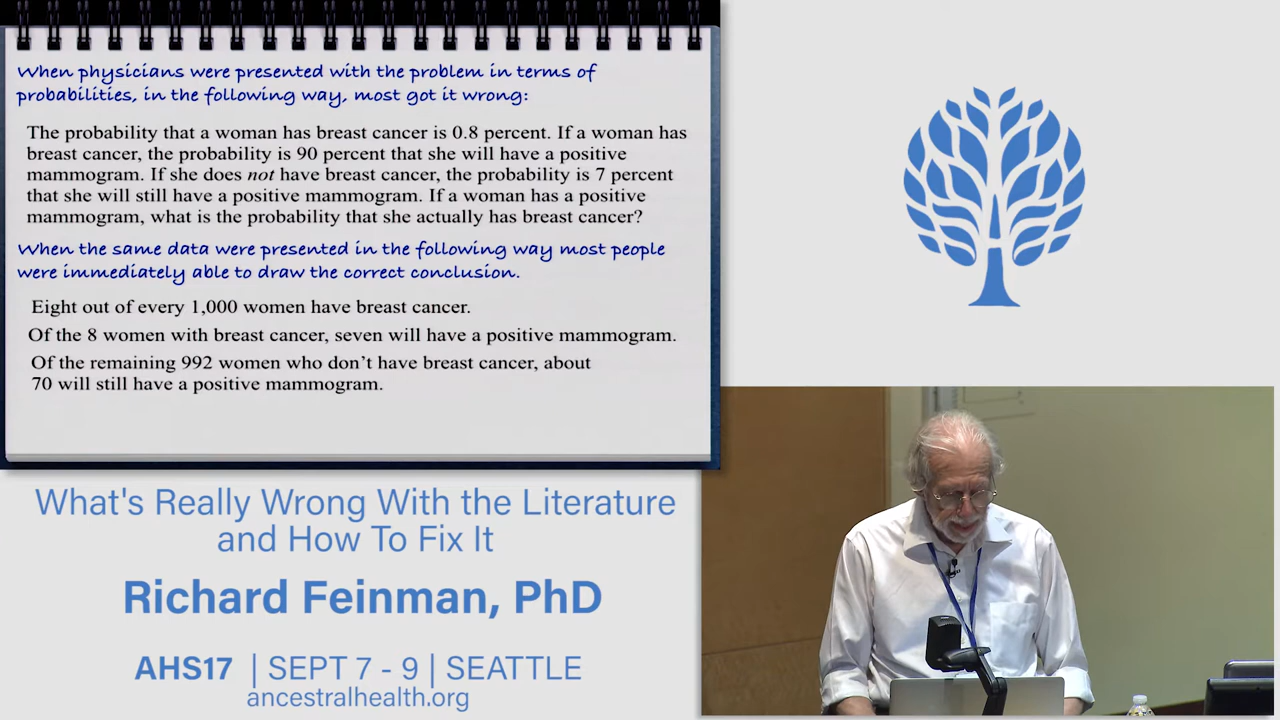 When physicians were presented with the problem in terms of
probabilities, in the following way, most got it wrong:
The probability that a woman has breast cancer is 0.8 percent. If a woman has
breast cancer, the probability is 90 percent that she will have a positive
mammogram. If she does not have breast cancer, the probability is 7 percent
that she will still have a positive mammogram. If a woman has a positive
mammogram, what is the probability that she actually has breast cancer?
When the same data were presented in the following way most people
were immediately able to draw the correct conclusion.
Eight out of every 1,000 women have breast cancer.
Of the 8 women with breast cancer, seven will have a positive mammogram.
Of the remaining 992 women who don't have breast cancer, about
70 will still have a positive mammogram.
What's Really Wrong With the Literature
and How To Fix It
Richard Feinman, PhD
AHS17 | SEPT 7 - 9 | SEATTLE
ancestralhealth.org